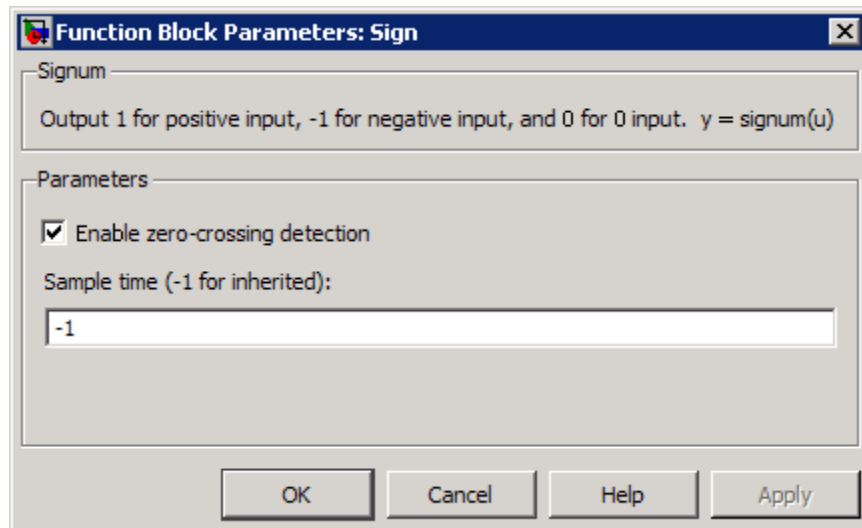 Function Block Parameters: Sign
Signum
Output 1 for positive input, -1 for negative input, and 0 for 0 input.  y = signum(u)
Parameters
Enable zero-crossing detection
Sample time (-1 for inherited):
-1
OK Cancel Help Apply